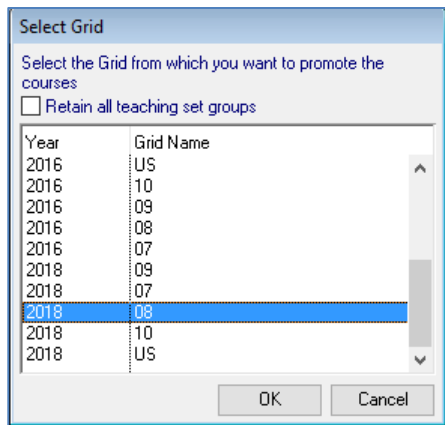 Select Grid
Select the Grid from which you want to promote the
courses
Retain all teaching set groups
Year Grid Name
2016 US
2016 10
2016 09
2016 08
2016 07
2018 09
2018 07
2018 08
2018 10
2018 US
OK Cancel